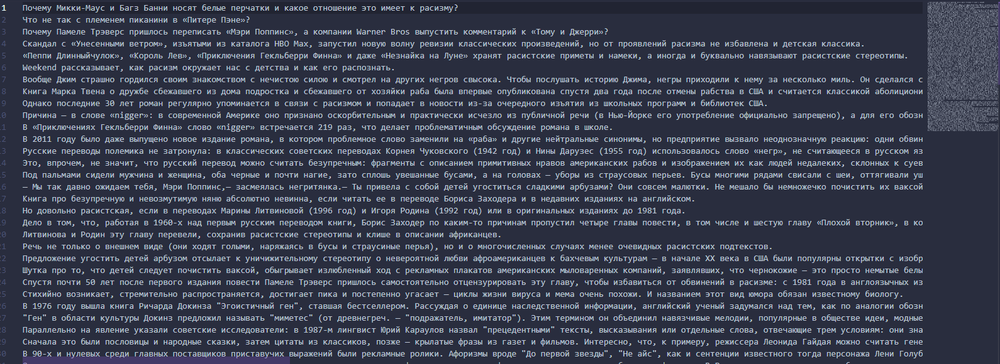 1 Почему Микки-Маус и Багз Банни носят белые перчатки и какое отношение это имеет к расизму?
2 Что не так с племенем пиканини в «Питере Пэне»?
3 Почему Памеле Трэверс пришлось переписать «Мэри Поппинс», а компании Warner Bros выпустить комментарий к «Тому и Джерри»?
4 Скандал с «Унесенными ветром», изъятыми из каталога HBO Max, запустил новую волну ревизии классических произведений, но от проявлений расизма не избавлена и детская классика.
5 «Пеппи Длинныйчулок», «Король Лев», «Приключения Гекльберри Финна» и даже «Незнайка на Луне» хранят расистские приметы и намеки, а иногда и буквально навязывают расистские стереотипы.
6 Weekend рассказывает, как расизм окружает нас с детства и как его распознать.
7 Вообще Джим страшно гордился своим знакомством с нечистою силою и смотрел на других негров свысока. Чтобы послушать историю Джима, негры приходили к нему за несколько миль. Он сделался с
8 Книга Марка Твена о дружбе сбежавшего из дома подростка и сбежавшего от хозяйки раба была впервые опубликована спустя два года после отмены рабства в США и считается классикой аболициони
9 Однако последние 30 лет роман регулярно упоминается в связи с расизмом и попадает в новости из-за очередного изъятия из школьных программ и библиотек США.
0 Причина — в слове «nigger»: в современной Америке оно признано оскорбительным и практически исчезло из публичной речи (в Нью-Йорке его употребление официально запрещено), а для его обозн
11 В «Приключениях Гекльберри Финна» слово «nigger» встречается 219 раз, что делает проблематичным обсуждение романа в школе.
12 В 2011 году было даже выпущено новое издание романа, в котором проблемное слово заменили на «раба» и другие нейтральные синонимы, но предприятие вызвало неоднозначную реакцию: одни обвин
13 Русские переводы полемика не затронула: в классических советских переводах Корнея Чуковского (1942 год) и Нины Дарузес (1955 год) использовалось слово «негр», не считающееся в русском яз
14 Это, впрочем, не значит, что русский перевод можно считать безупречным: фрагменты с описанием примитивных нравов американских рабов и изображением их как людей недалеких, склонных к суев
15 Под пальмами сидели мужчина и женщина, оба черные и почти нагие, зато сплошь увешанные бусами, а на головах — уборы из страусовых перьев. Бусы многими рядами свисали с шеи, оттягивали уш
16 — Мы так давно ожидаем тебя, Мэри Поппинс,— засмеялась негритянка.— Ты привела с собой детей угоститься сладкими арбузами? Они совсем малютки. Не мешало бы немножечко почистить их ваксой
17 Книга про безупречную и невозмутимую няню абсолютно невинна, если читать ее в переводе Бориса Заходера и в недавних изданиях на английском.
18 Но довольно расистская, если в переводах Марины Литвиновой (1996 год) и Игоря Родина (1992 год) или в оригинальных изданиях до 1981 года.
19 Дело в том, что, работая в 1960-х над первым русским переводом книги, Борис Заходер по каким-то причинам пропустил четыре главы повести, в том числе и шестую главу «Плохой вторник», в ко
20 Литвинова и Родин эту главу перевели, сохранив расистские стереотипы и клише в описании африканцев.
21 Речь не только о внешнем виде (они ходят голыми, наряжаясь в бусы и страусиные перья), но и о многочисленных случаях менее очевидных расистских подтекстов.
22 Предложение угостить детей арбузом отсылает к уничижительному стереотипу о невероятной любви афроамериканцев к бахчевым культурам — в начале XX века в США были популярны открытки с изобр
23 Шутка про то, что детей следует почистить ваксой, обыгрывает излюбленный ход с рекламных плакатов американских мыловаренных компаний, заявлявших, что чернокожие — это просто немытые белы
24 Спустя почти 50 лет после первого издания повести Памеле Трэверс пришлось самостоятельно отцензурировать эту главу, чтобы избавиться от обвинений в расизме: с 1981 года в англоязычных из
25 Стихийно возникает, стремительно распространяется, достигает пика и постепенно угасает — циклы жизни вируса и мема очень похожи. И названием этот вид юмора обязан известному биологу.
26 В 1976 году вышла книга Ричарда Докинза "Эгоистичный ген", ставшая бестселлером. Рассуждая о единице наследственной информации, английский ученый задумался над тем, как по аналогии обозн
27 "Ген" в области культуры Докинз предложил называть "миметес" (от древнегреч. — "подражатель, имитатор"). Этим термином он объединил навязчивые мелодии, популярные в обществе идеи, модные
28 Параллельно на явление указали советские исследователи: в 1987-м лингвист Юрий Караулов назвал "прецедентными" тексты, высказывания или отдельные слова, отвечающие трем условиям: они зна
29 Сначала это были пословицы и народные сказки, затем цитаты из классиков, позже — крылатые фразы из газет и фильмов. Интересно, что, к примеру, режиссера Леонида Гайдая можно считать гене
30 В 90-х и нулевых среди главных поставщиков приставучих выражений были рекламные ролики. Афоризмы вроде "До первой звезды", "Не айс", как и сентенции известного тогда персонажа Лени Голуб